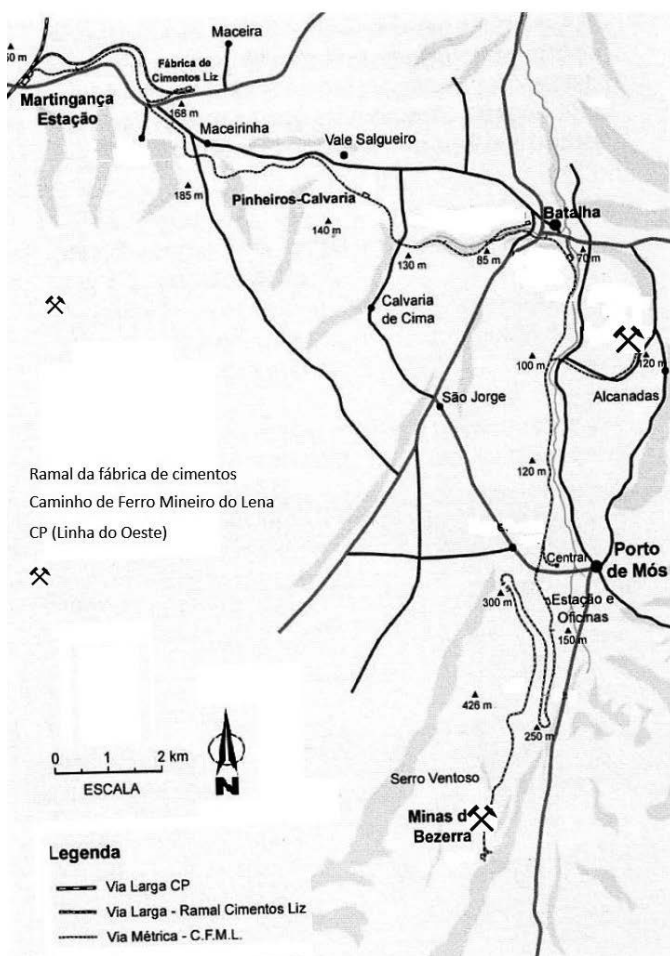 Maceira
50 m
Fábrica de
Cimentos Liz
Martingança
Estação
168 m
Maceirinha
Vale Salgueiro
185 m
Pinheiros-Calvaria
140 m
Batalha
130 m
85 m
70 m
Calvaria
de Cima
100 m
120 m
Alcanadas
São Jorge
120 m
Ramal da fábrica de cimentos
Caminho de Ferro Mineiro do Lena
CP (Linha do Oeste)
Central
Porto
de Mós
300 m
Estação e
Oficinas
150 m
426 m
250 m
0 2 km
ESCALA
N
Serro Ventoso
Minas d
Bezerra
Legenda
Via Larga CP
Via Larga - Ramal Cimentos Liz
Via Métrica - C.F.M.L.